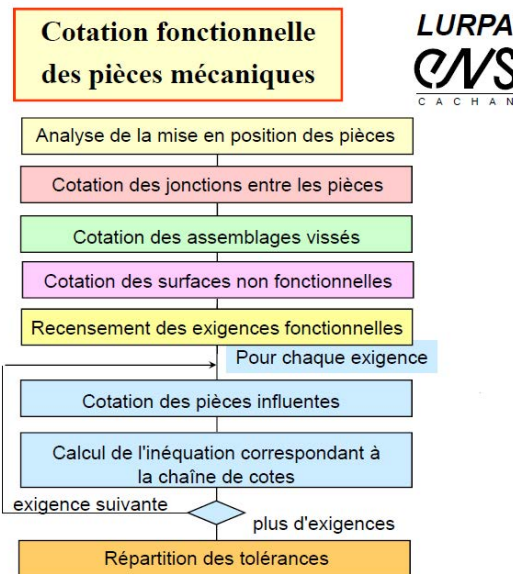 Cotation fonctionnelle
des pièces mécaniques
LURPA
ENS
CACHAN
Analyse de la mise en position des pièces
Cotation des jonctions entre les pièces
Cotation des assemblages vissés
Cotation des surfaces non fonctionnelles
Recensement des exigences fonctionnelles
Pour chaque exigence
Cotation des pièces influentes
Calcul de l'inéquation correspondant à
la chaîne de cotes
exigence suivante
plus d'exigences
Répartition des tolérances